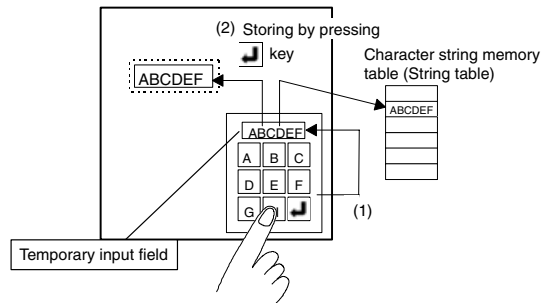 (2) Storing by pressing
key
Character string memory
table (String table)
ABCDEF
ABCDEF
ABCDEF
A B C
D E F
G
(1)
Temporary input field